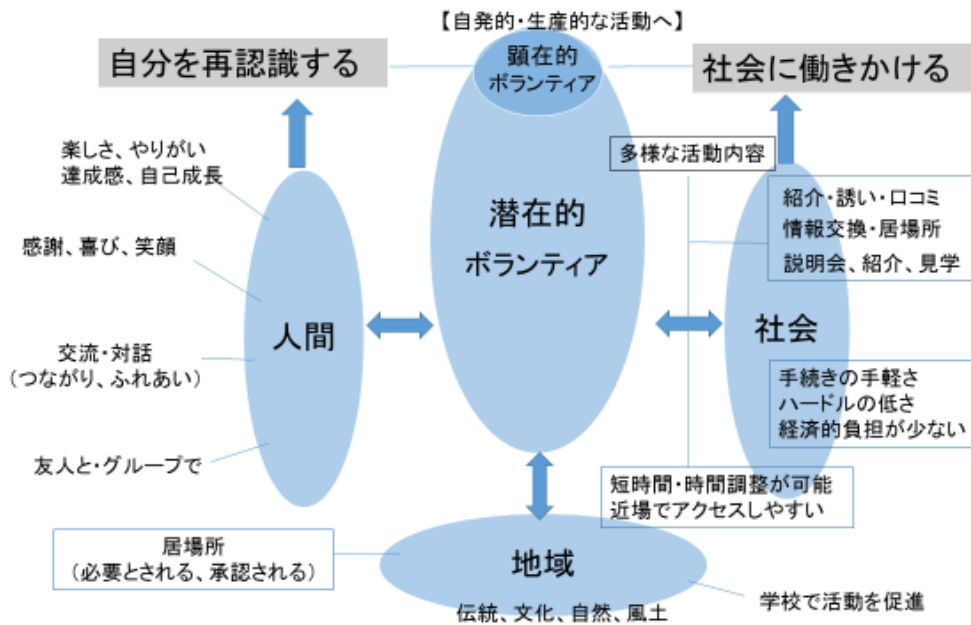 【自発的・生産的な活動へ】
自分を再認識する
顕在的
ボランティア
社会に働きかける
楽しさ、やりがい
達成感、自己成長
多様な活動内容
潜在的
ボランティア
紹介・誘い・口コミ
情報交換・居場所
説明会、紹介、見学
感謝、喜び、笑顔
人間
社会
交流・対話
(つながり、ふれあい)
手続きの手軽さ
ハードルの低さ
経済的負担が少ない
友人と・グループで
短時間・時間調整が可能
近場でアクセスしやすい
居場所
(必要とされる、承認される)
地域
伝統、文化、自然、風土
学校で活動を促進